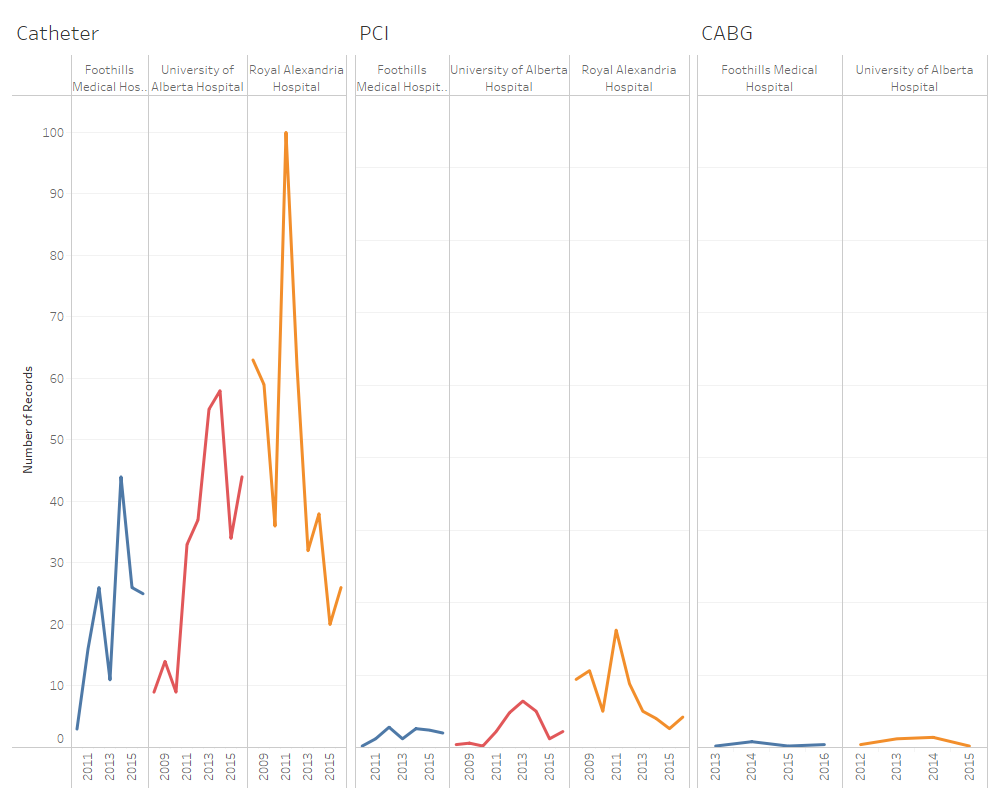 Catheter
PCI
CABG
Foothills
Medical Hos..
University of
Alberta Hospital
Royal Alexandria
Hospital
Foothills
Medical Hospit..
University of Alberta
Hospital
Royal Alexandria
Hospital
Foothills Medical
Hospital
University of Alberta
Hospital
100
90
80
70
60
50
40
30
20
10
0
Number of Records
2011
2013
2015
2009
2011
2013
2015
2009
2011
2013
2015
2011
2013
2015
2009
2011
2013
2015
2009
2011
2013
2015
2013
2014
2015
2016
2012
2013
2014
2015